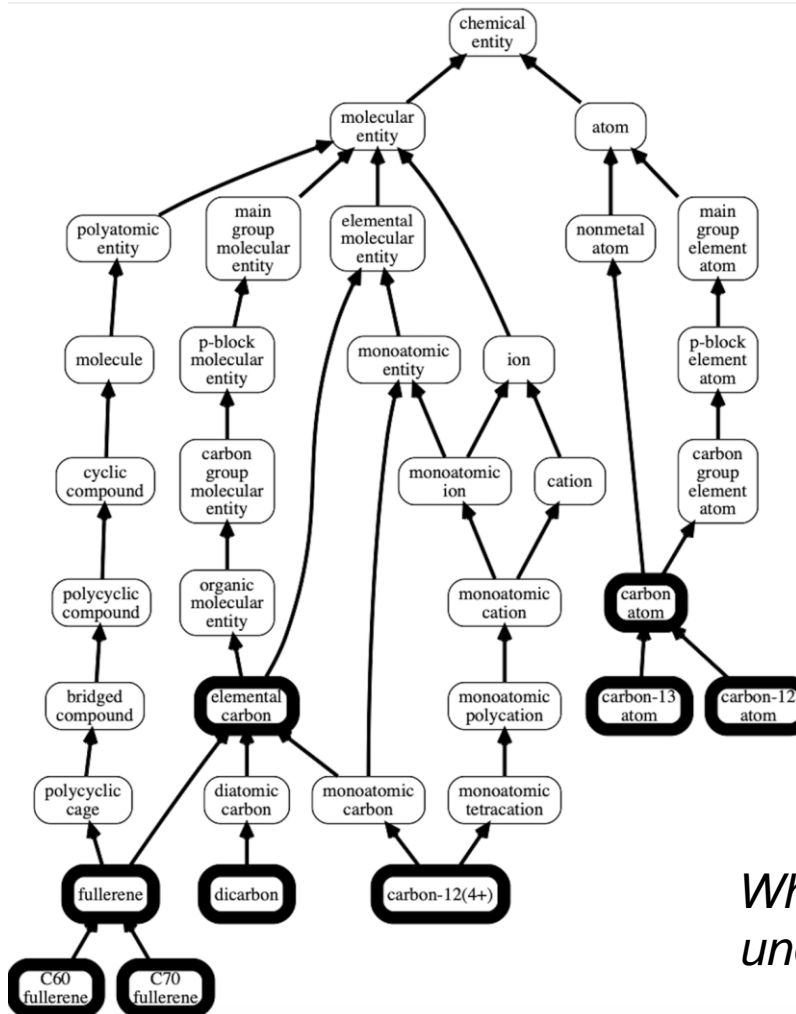 chemical
entity
molecular
entity
atom
polyatomic
entity
main
group
molecular
entity
elemental
molecular
entity
nonmetal
atom
main
group
element
atom
molecule
p-block
molecular
entity
monoatomic
entity
ion
p-block
element
atom
cyclic
compound
carbon
group
molecular
entity
monoatomic
ion
cation
carbon
group
element
atom
polycyclic
compound
organic
molecular
entity
monoatomic
cation
carbon
atom
bridged
compound
elemental
carbon
monoatomic
polycation
carbon-13
atom
carbon-12
atom
polycyclic
cage
diatomic
carbon
monoatomic
carbon
monoatomic
tetracation
fullerene
dicarbon
carbon-12(4+)
C60
fullerene
C70
fullerene